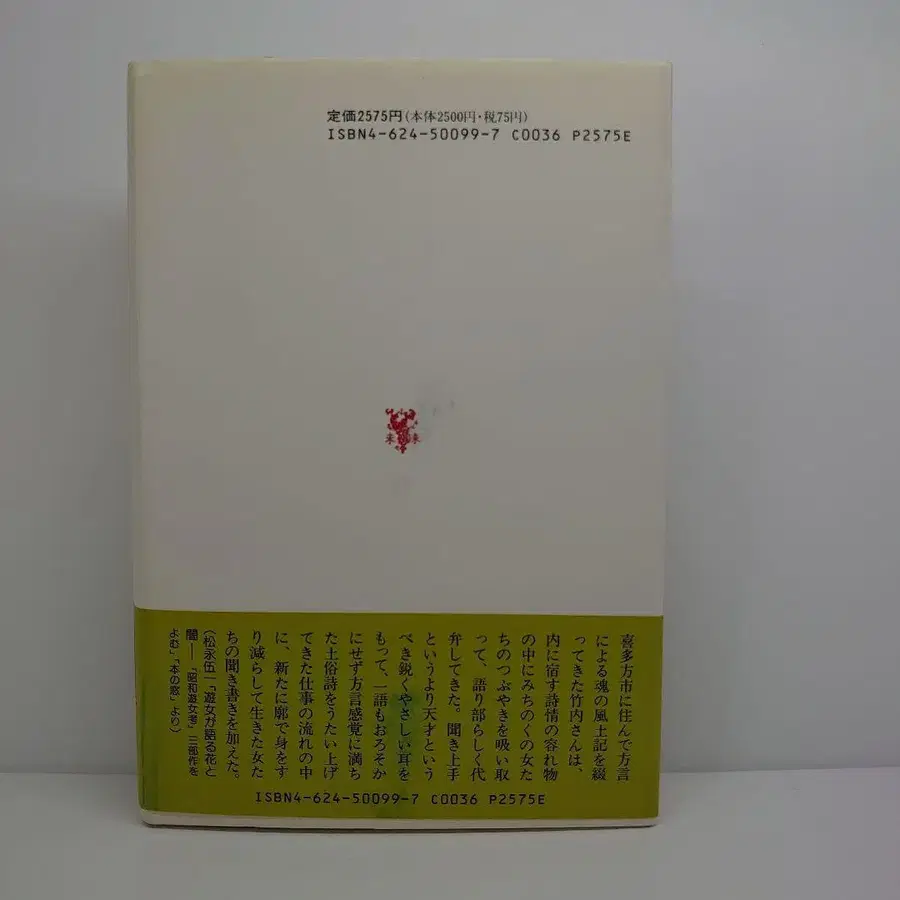 定価2575円(本体2500円・税75円)
ISBN4-624-50099-7 C0036 P2575E
未来
喜多方市に住んで方言
による魂の風土記を綴
ってきた竹内さんは、
内に宿す詩情の容れ物
の中にみちのくの女た
ちのつぶやきを吸い取
って、語り部らしく代
弁してきた。聞き上手
というより天才という
べき鋭くやさしい耳を
もって、一語もおろそか
にせず方言感覚に満ち
た土俗詩をうたい上げ
てきた仕事の流れの中
に、新たに廓で身をす
り減らして生きた女た
ちの聞き書きを加えた。
(松永伍一「遊女が語る花と
闇——『昭和遊女考』三部作を
よむ」「本の窓」より)
ISBN4-624-50099-7 C0036 P2575E